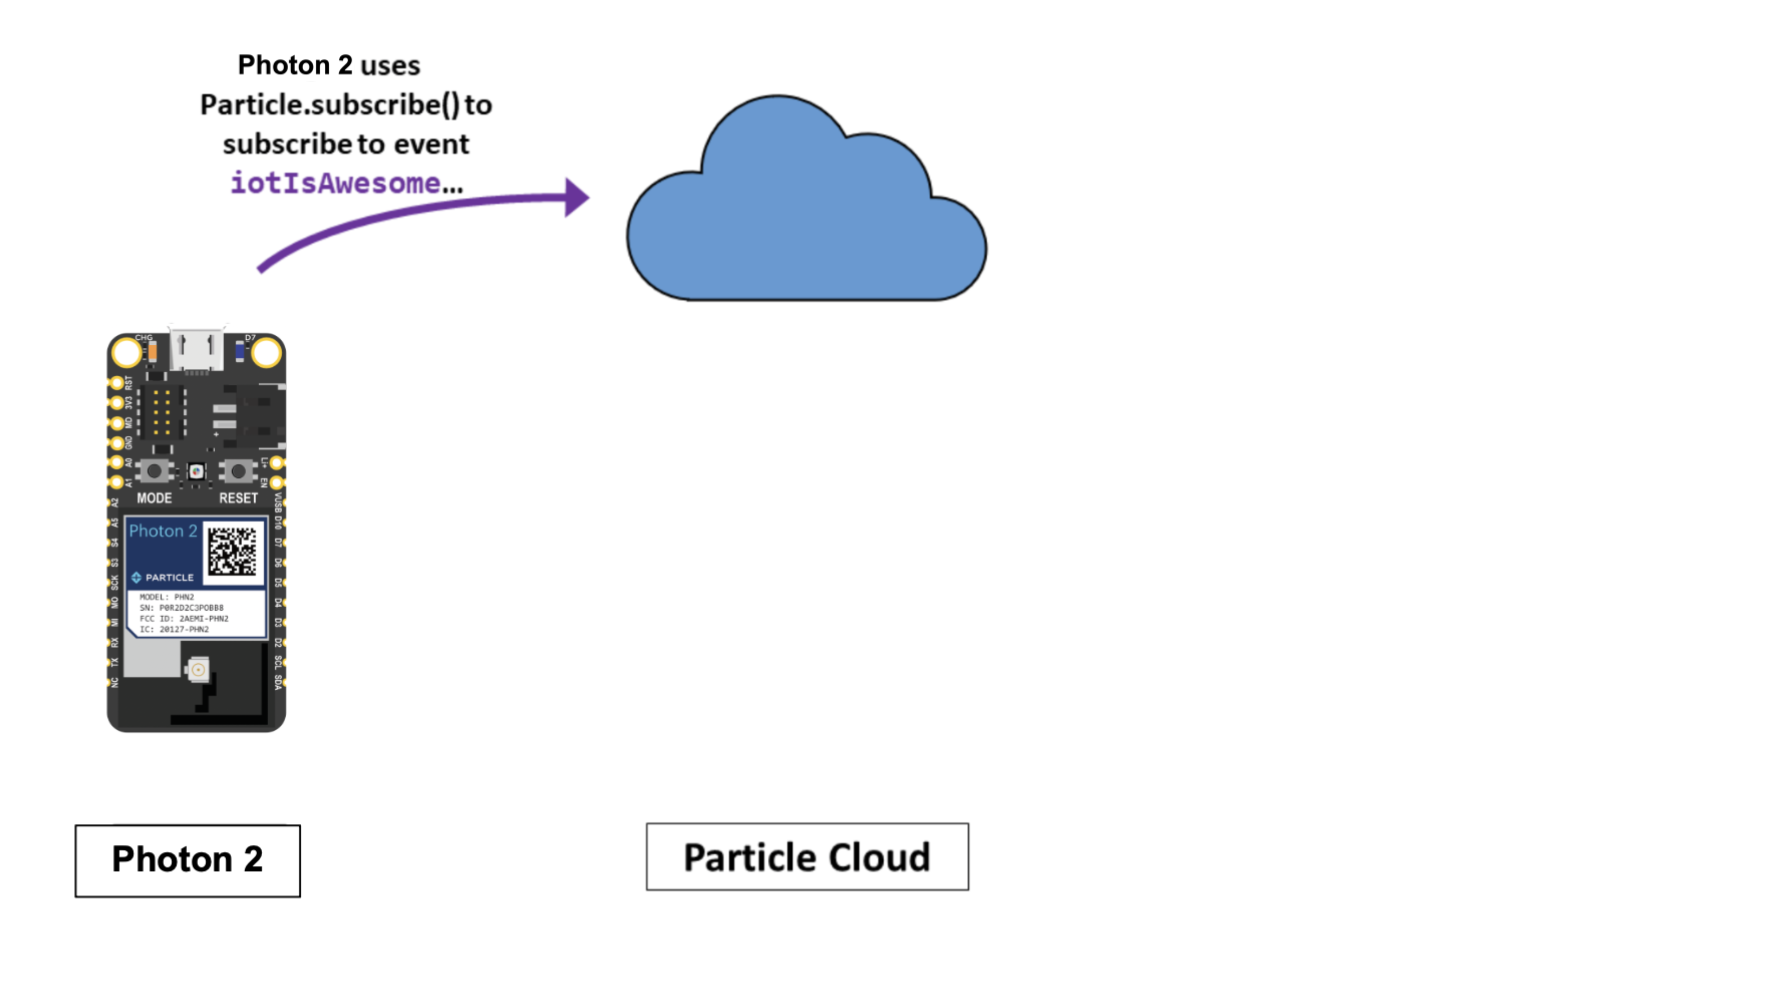 Photon 2 uses
Particle.subscribe() to
subscribe to event
iotIsAwesome...
CHG
D7
RST
3V3
MD
GND
A0
A1
LI+
EN
MODE
RESET
A2
A5
S4
S3
SCK
MO
MI
RX
TX
NC
VUSB
D10
D7
D6
D5
D4
D3
D2
SCL
SDA
Photon 2
PARTICLE
MODEL: PHN2
SN: P0R2D2C3POBB8
FCC ID: 2AEMI-PHN2
IC: 20127-PHN2
Photon 2
Particle Cloud